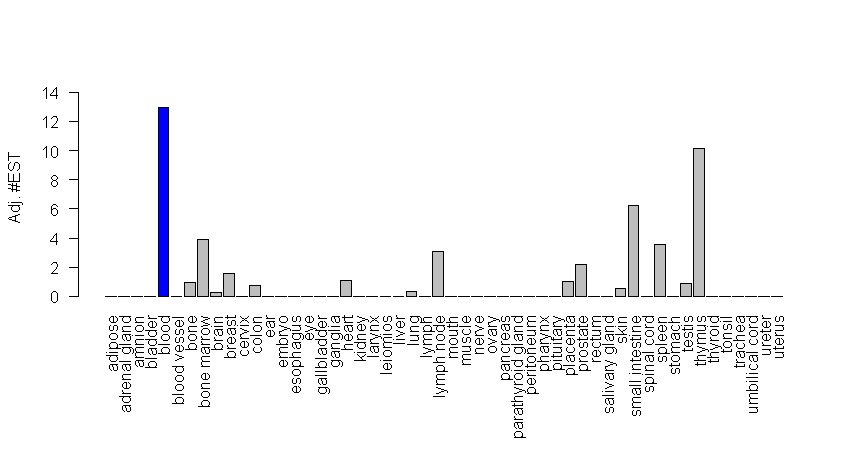 Adj. #EST
14
12
10
8
6
4
2
0
adipose
adrenal gland
amnion
bladder
blood
blood vessel
bone
bone marrow
brain
breast
cervix
colon
ear
embryo
esophagus
eye
gallbladder
ganglia
heart
kidney
larynx
leiomios
liver
lung
lymph
lymph node
mouth
muscle
nerve
ovary
pancreas
parathyroid gland
peritoneum
pharynx
pituitary
placenta
prostate
rectum
salivary gland
skin
small intestine
spinal cord
spleen
stomach
testis
thymus
thyroid
tonsil
trachea
umbilical cord
ureter
uterus